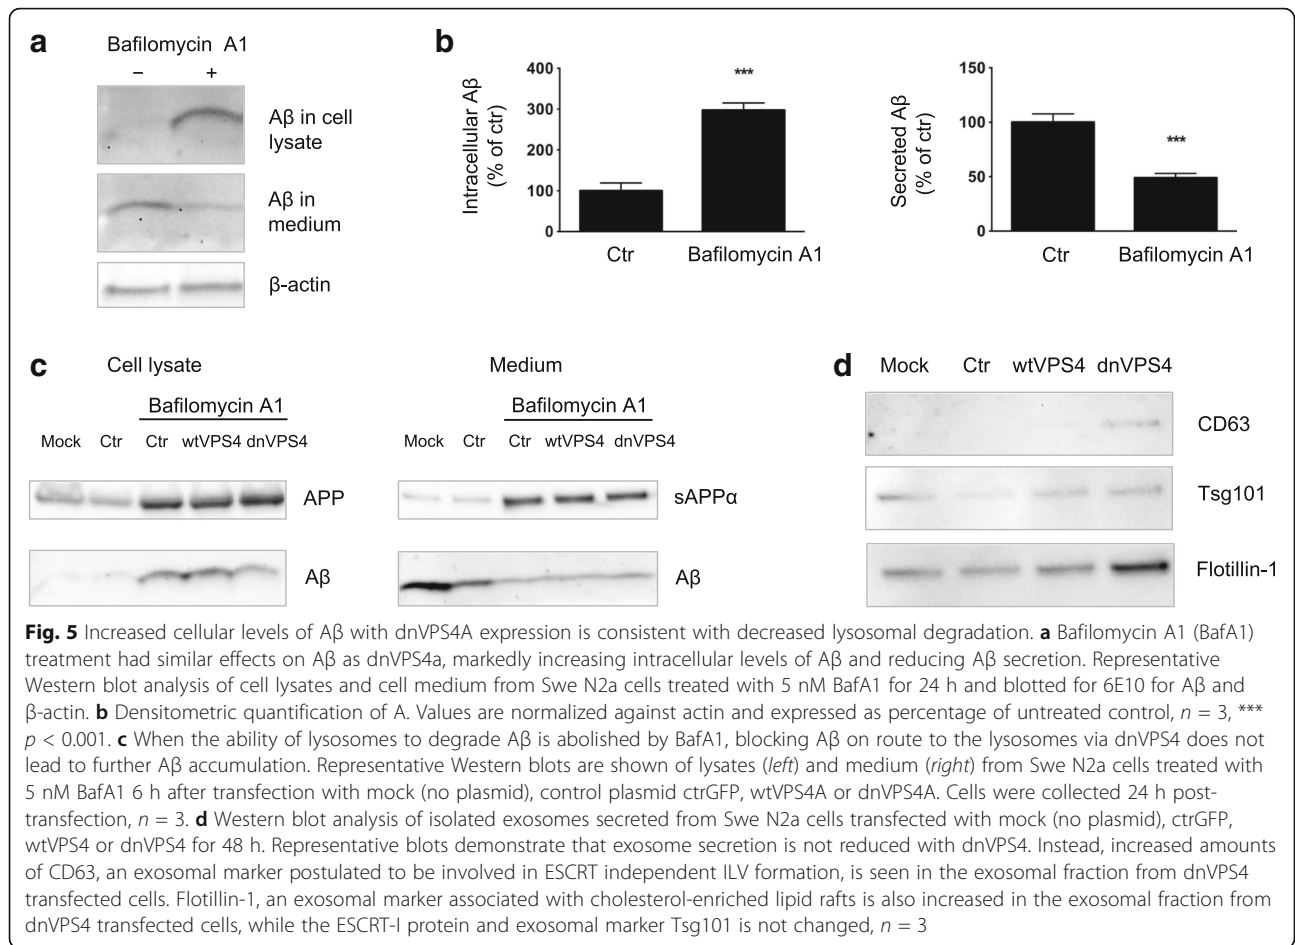 a
Bafilomycin A1
– +
Aβ in cell
lysate
Aβ in
medium
β-actin
b
Intracellular Aβ
(% of ctr)
400
300
200
100
0
***
Ctr Bafilomycin A1
Secreted Aβ
(% of ctr)
150
100
50
0
***
Ctr Bafilomycin A1
c
Cell lysate
Bafilomycin A1
Mock Ctr Ctr wtVPS4 dnVPS4
APP
Aβ
Medium
Bafilomycin A1
Mock Ctr Ctr wtVPS4 dnVPS4
sAPPα
Aβ
d
Mock Ctr wtVPS4 dnVPS4
CD63
Tsg101
Flotillin-1
Fig. 5 Increased cellular levels of Aβ with dnVPS4A expression is consistent with decreased lysosomal degradation. a Bafilomycin A1 (BafA1)
treatment had similar effects on Aβ as dnVPS4a, markedly increasing intracellular levels of Aβ and reducing Aβ secretion. Representative
Western blot analysis of cell lysates and cell medium from Swe N2a cells treated with 5 nM BafA1 for 24 h and blotted for 6E10 for Aβ and
β-actin. b Densitometric quantification of A. Values are normalized against actin and expressed as percentage of untreated control, n = 3, ***
p < 0.001. c When the ability of lysosomes to degrade Aβ is abolished by BafA1, blocking Aβ on route to the lysosomes via dnVPS4 does not
lead to further Aβ accumulation. Representative Western blots are shown of lysates (left) and medium (right) from Swe N2a cells treated with
5 nM BafA1 6 h after transfection with mock (no plasmid), control plasmid ctrGFP, wtVPS4A or dnVPS4A. Cells were collected 24 h post-
transfection, n = 3. d Western blot analysis of isolated exosomes secreted from Swe N2a cells transfected with mock (no plasmid), ctrGFP,
wtVPS4 or dnVPS4 for 48 h. Representative blots demonstrate that exosome secretion is not reduced with dnVPS4. Instead, increased amounts
of CD63, an exosomal marker postulated to be involved in ESCRT independent ILV formation, is seen in the exosomal fraction from dnVPS4
transfected cells. Flotillin-1, an exosomal marker associated with cholesterol-enriched lipid rafts is also increased in the exosomal fraction from
dnVPS4 transfected cells, while the ESCRT-I protein and exosomal marker Tsg101 is not changed, n = 3